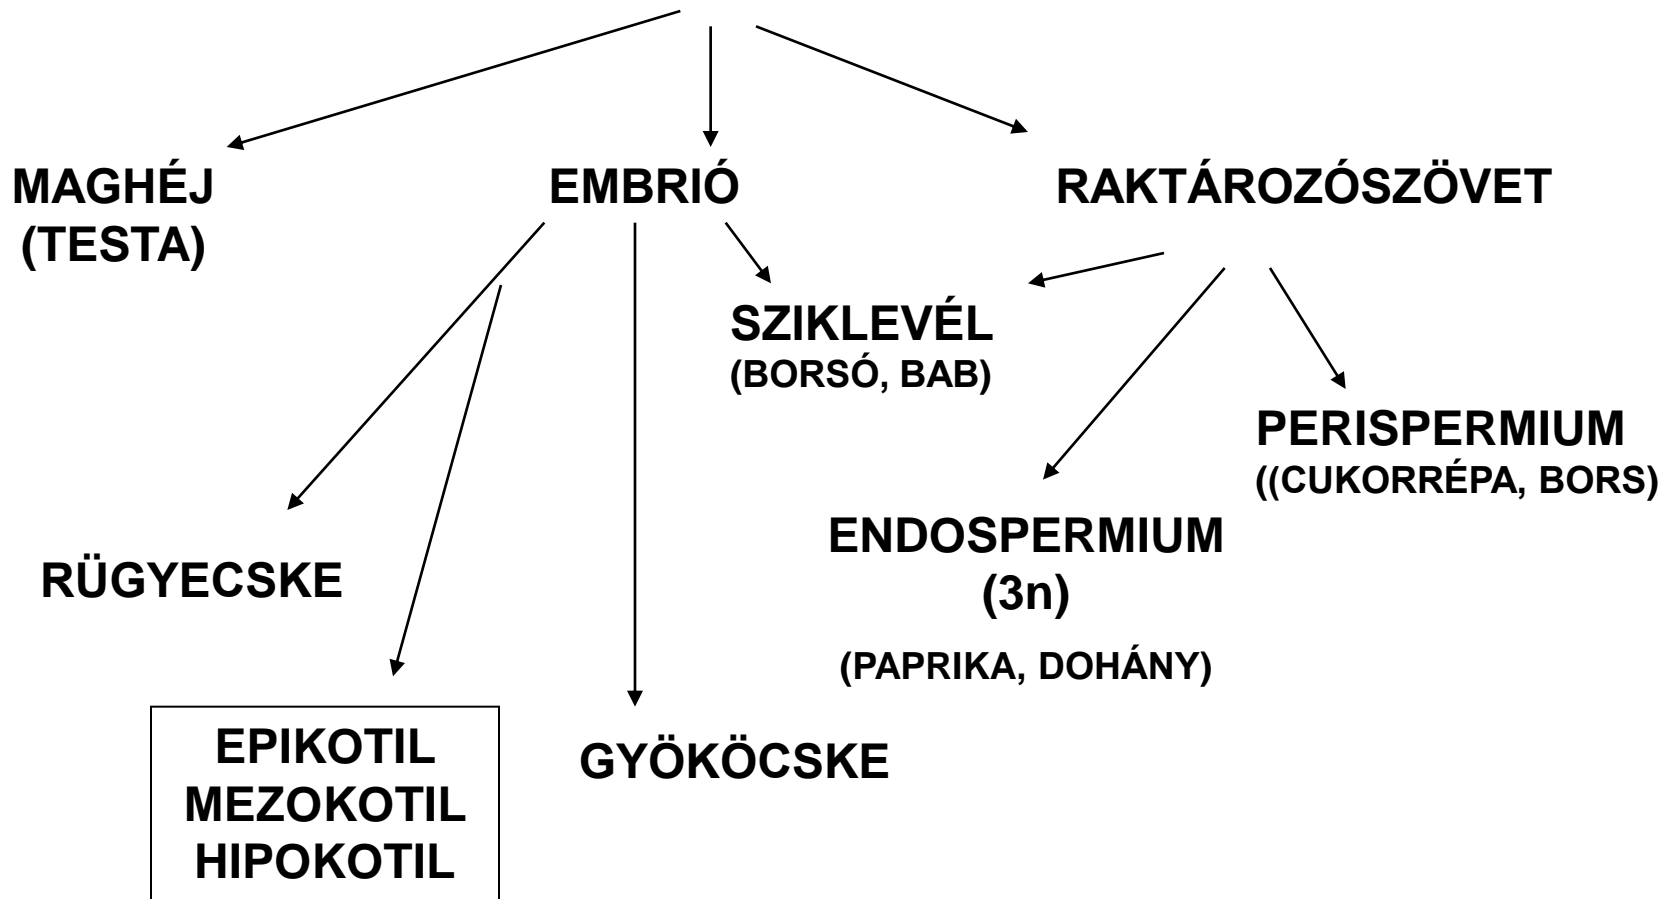 MAGHÉJ
(TESTA)
EMBRIÓ
RAKTÁROZÓSZÖVET
SZIKLEVÉL
(BORSÓ, BAB)
PERISPERMIUM
((CUKORRÉPA, BORS)
ENDOSPERMIUM
(3n)
(PAPRIKA, DOHÁNY)
RÜGYECSKE
EPIKOTIL
MEZOKOTIL
HIPOKOTIL
GYÖKÖCSKE